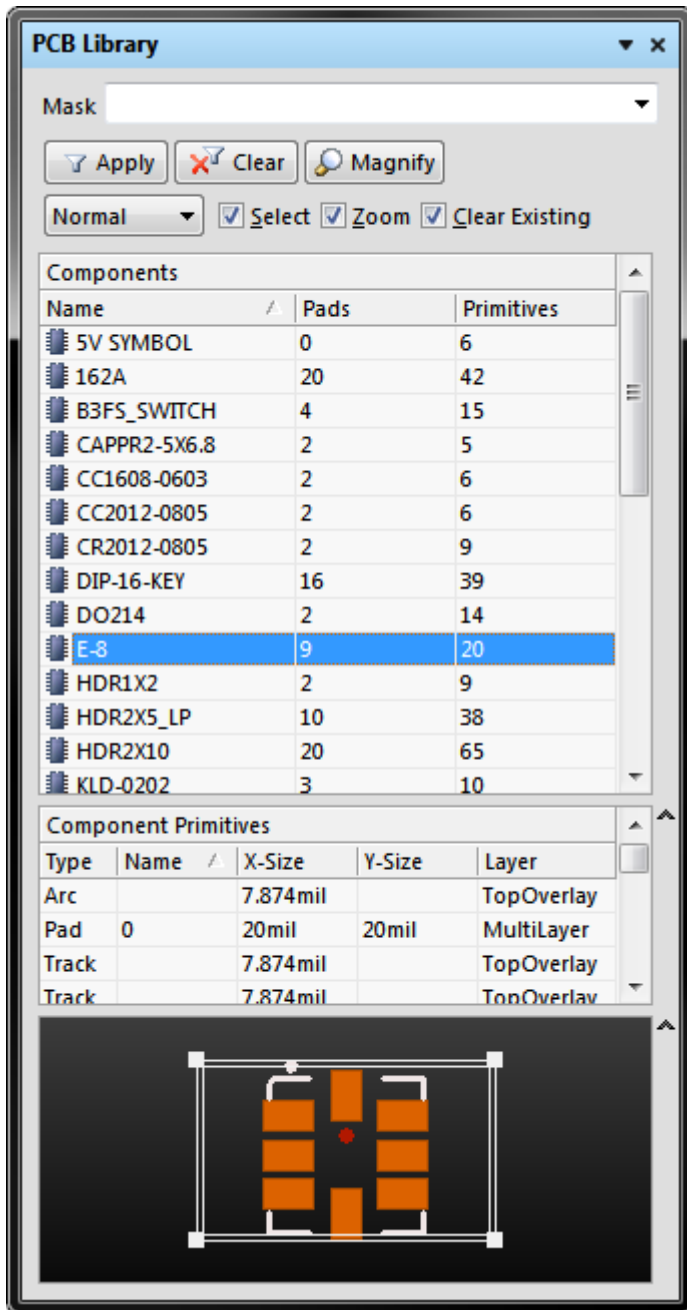 PCB Library
Mask
Apply Clear Magnify
Normal Select Zoom Clear Existing
Components
Name Pads Primitives
5V SYMBOL 0 6
162A 20 42
B3FS_SWITCH 4 15
CAPPR2-5X6.8 2 5
CC1608-0603 2 6
CC2012-0805 2 6
CR2012-0805 2 9
DIP-16-KEY 16 39
DO214 2 14
E-8 9 20
HDR1X2 2 9
HDR2X5_LP 10 38
HDR2X10 20 65
KLD-0202 3 10
Component Primitives
Type Name X-Size Y-Size Layer
Arc 7.874mil TopOverlay
Pad 0 20mil 20mil MultiLayer
Track 7.874mil TopOverlay
Track 7.874mil TopOverlay